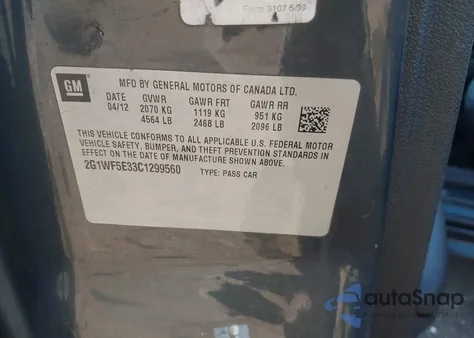 GM
MFD BY GENERAL MOTORS OF CANADA LTD.
DATE GVWR GAWR FRT GAWR RR
04/12 2070 KG 1119 KG 951 KG
4564 LB 2468 LB 2096 LB
THIS VEHICLE CONFORMS TO ALL APPLICABLE U.S. FEDERAL MOTOR
VEHICLE SAFETY, BUMPER, AND THEFT PREVENTION STANDARDS
IN EFFECT ON THE DATE OF MANUFACTURE SHOWN ABOVE.
2G1WF5E33C1299560 TYPE: PASS CAR
autoSnap